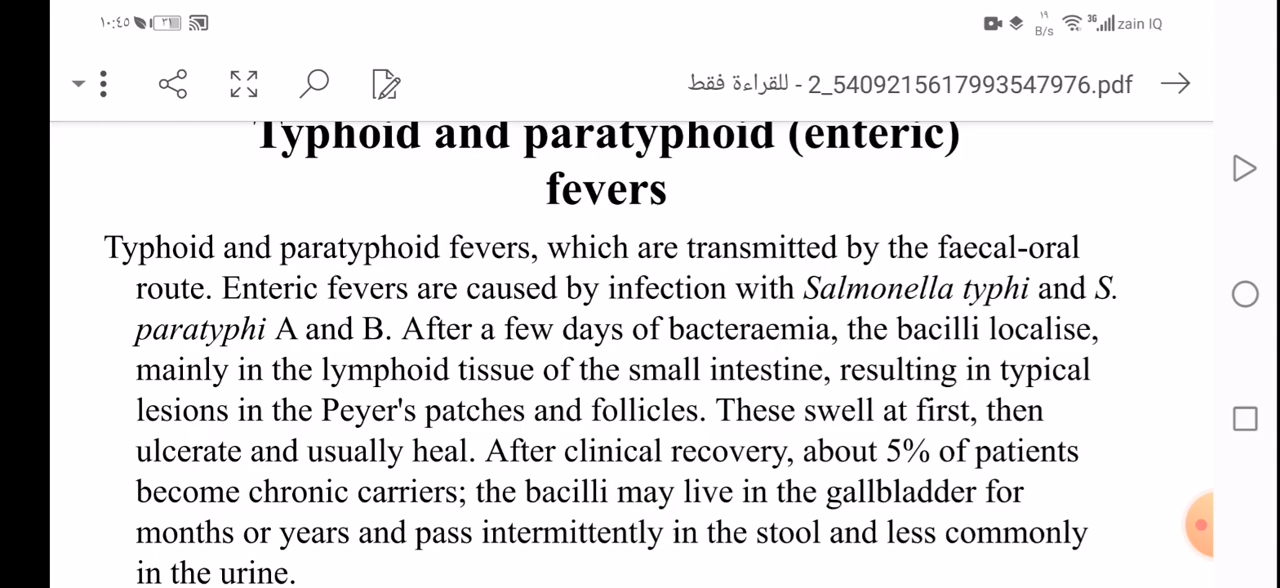 ١٠:٤٥ ٢١ ١٩ B/s 3G zain IQ
2_5409215617993547976.pdf - للقراءة فقط
Typhoid and paratyphoid (enteric)
fevers
Typhoid and paratyphoid fevers, which are transmitted by the faecal-oral
route. Enteric fevers are caused by infection with Salmonella typhi and S.
paratyphi A and B. After a few days of bacteraemia, the bacilli localise,
mainly in the lymphoid tissue of the small intestine, resulting in typical
lesions in the Peyer's patches and follicles. These swell at first, then
ulcerate and usually heal. After clinical recovery, about 5% of patients
become chronic carriers; the bacilli may live in the gallbladder for
months or years and pass intermittently in the stool and less commonly
in the urine.